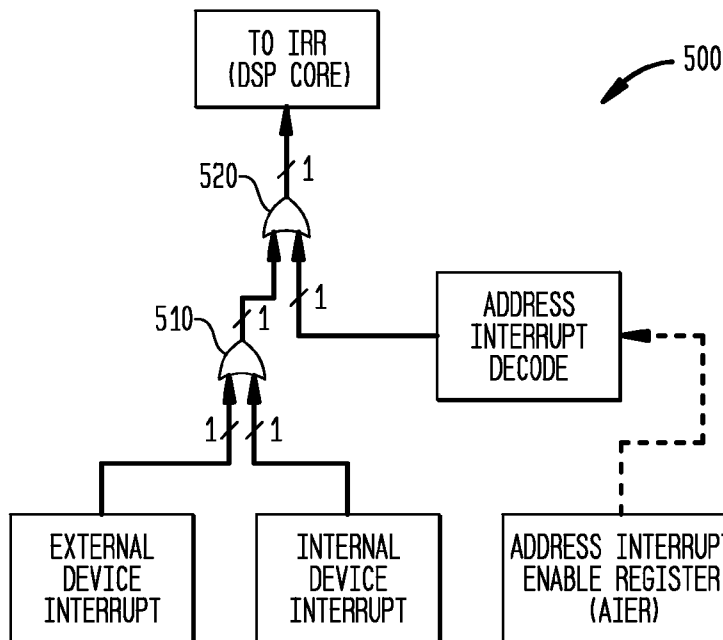 TO IRR
(DSP CORE)
500
1
520
1
1
510
ADDRESS
INTERRUPT
DECODE
1
1
EXTERNAL
DEVICE
INTERRUPT
INTERNAL
DEVICE
INTERRUPT
ADDRESS INTERRUPT
ENABLE REGISTER
(AIER)